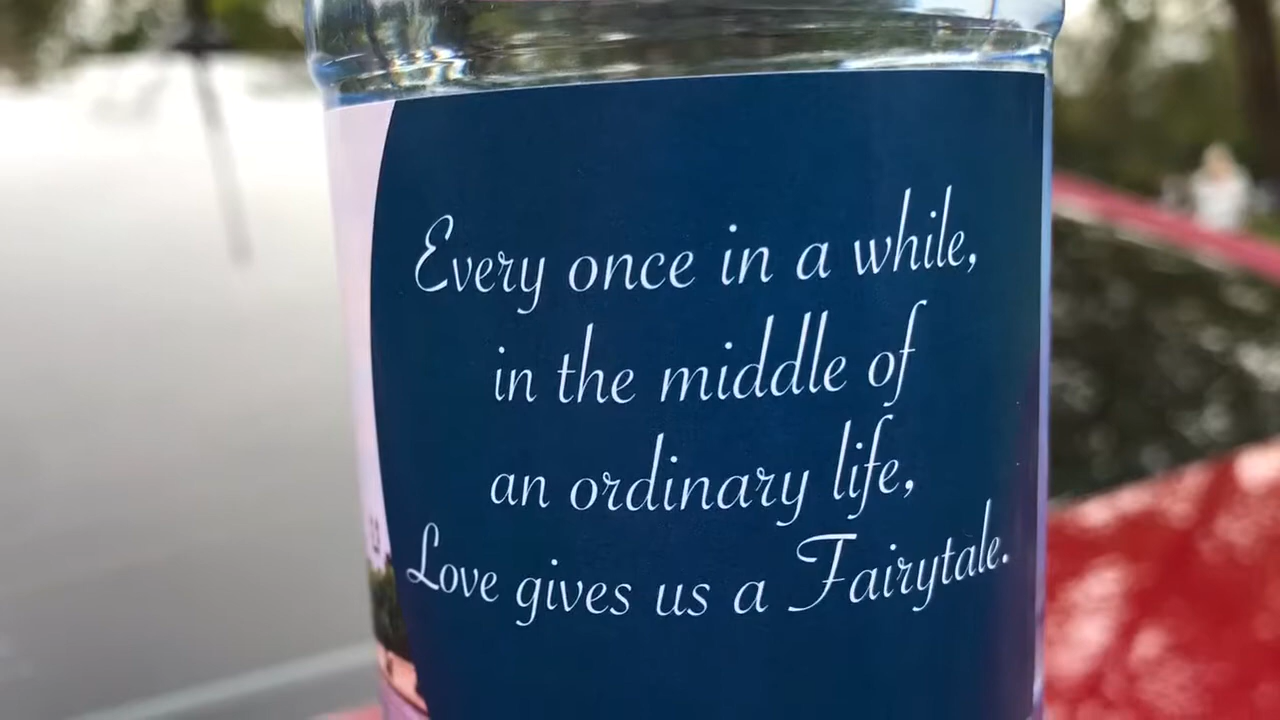 Every once in a while,
in the middle of
an ordinary life,
Love gives us a Fairytale.